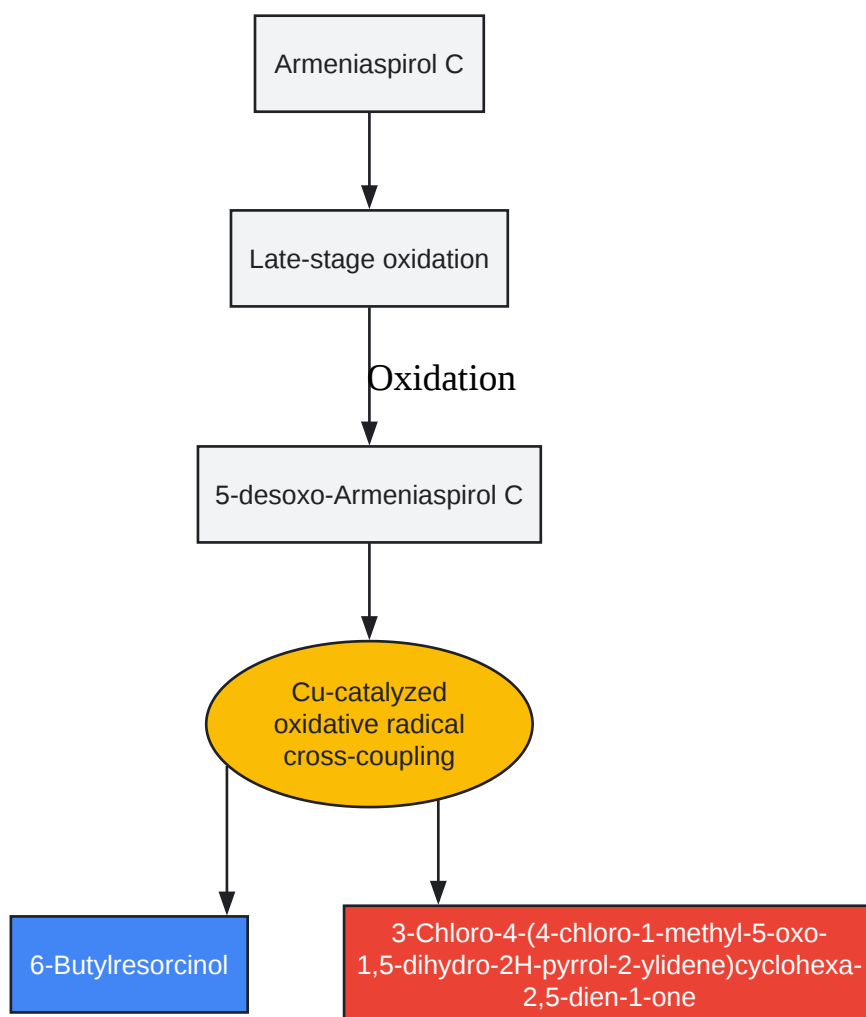 Armeniaspirol C
Late-stage oxidation
Oxidation
5-desoxo-Armeniaspirol C
Cu-catalyzed
oxidative radical
cross-coupling
6-Butylresorcinol
3-Chloro-4-(4-chloro-1-methyl-5-oxo-
1,5-dihydro-2H-pyrrol-2-ylidene)cyclohexa-
2,5-dien-1-one